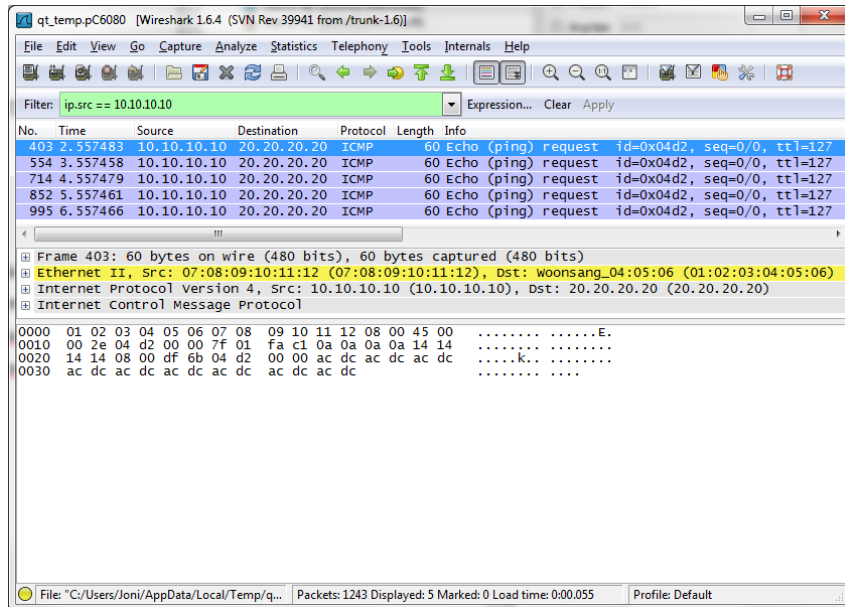 qt_temp.pC6080 [Wireshark 1.6.4 (SVN Rev 39941 from /trunk-1.6)]
File Edit View Go Capture Analyze Statistics Telephony Tools Internals Help
Filter: ip.src == 10.10.10.10 Expression... Clear Apply
No. Time Source Destination Protocol Length Info
403 2.557483 10.10.10.10 20.20.20.20 ICMP 60 Echo (ping) request id=0x04d2, seq=0/0, ttl=127
554 3.557458 10.10.10.10 20.20.20.20 ICMP 60 Echo (ping) request id=0x04d2, seq=0/0, ttl=127
714 4.557479 10.10.10.10 20.20.20.20 ICMP 60 Echo (ping) request id=0x04d2, seq=0/0, ttl=127
852 5.557461 10.10.10.10 20.20.20.20 ICMP 60 Echo (ping) request id=0x04d2, seq=0/0, ttl=127
995 6.557466 10.10.10.10 20.20.20.20 ICMP 60 Echo (ping) request id=0x04d2, seq=0/0, ttl=127
Frame 403: 60 bytes on wire (480 bits), 60 bytes captured (480 bits)
Ethernet II, Src: 07:08:09:10:11:12 (07:08:09:10:11:12), Dst: Woonsang_04:05:06 (01:02:03:04:05:06)
Internet Protocol Version 4, Src: 10.10.10.10 (10.10.10.10), Dst: 20.20.20.20 (20.20.20.20)
Internet Control Message Protocol
0000 01 02 03 04 05 06 07 08 09 10 11 12 08 00 45 00 ........ ......E.
0010 00 2e 04 d2 00 00 7f 01 fa c1 0a 0a 0a 0a 14 14 ........ ........
0020 14 14 08 00 df 6b 04 d2 00 00 ac dc ac dc ac dc .....k.. ........
0030 ac dc ac dc ac dc ac dc ac dc ac dc ........ ....
File: "C:/Users/Joni/AppData/Local/Temp/q... Packets: 1243 Displayed: 5 Marked: 0 Load time: 0:00.055 Profile: Default